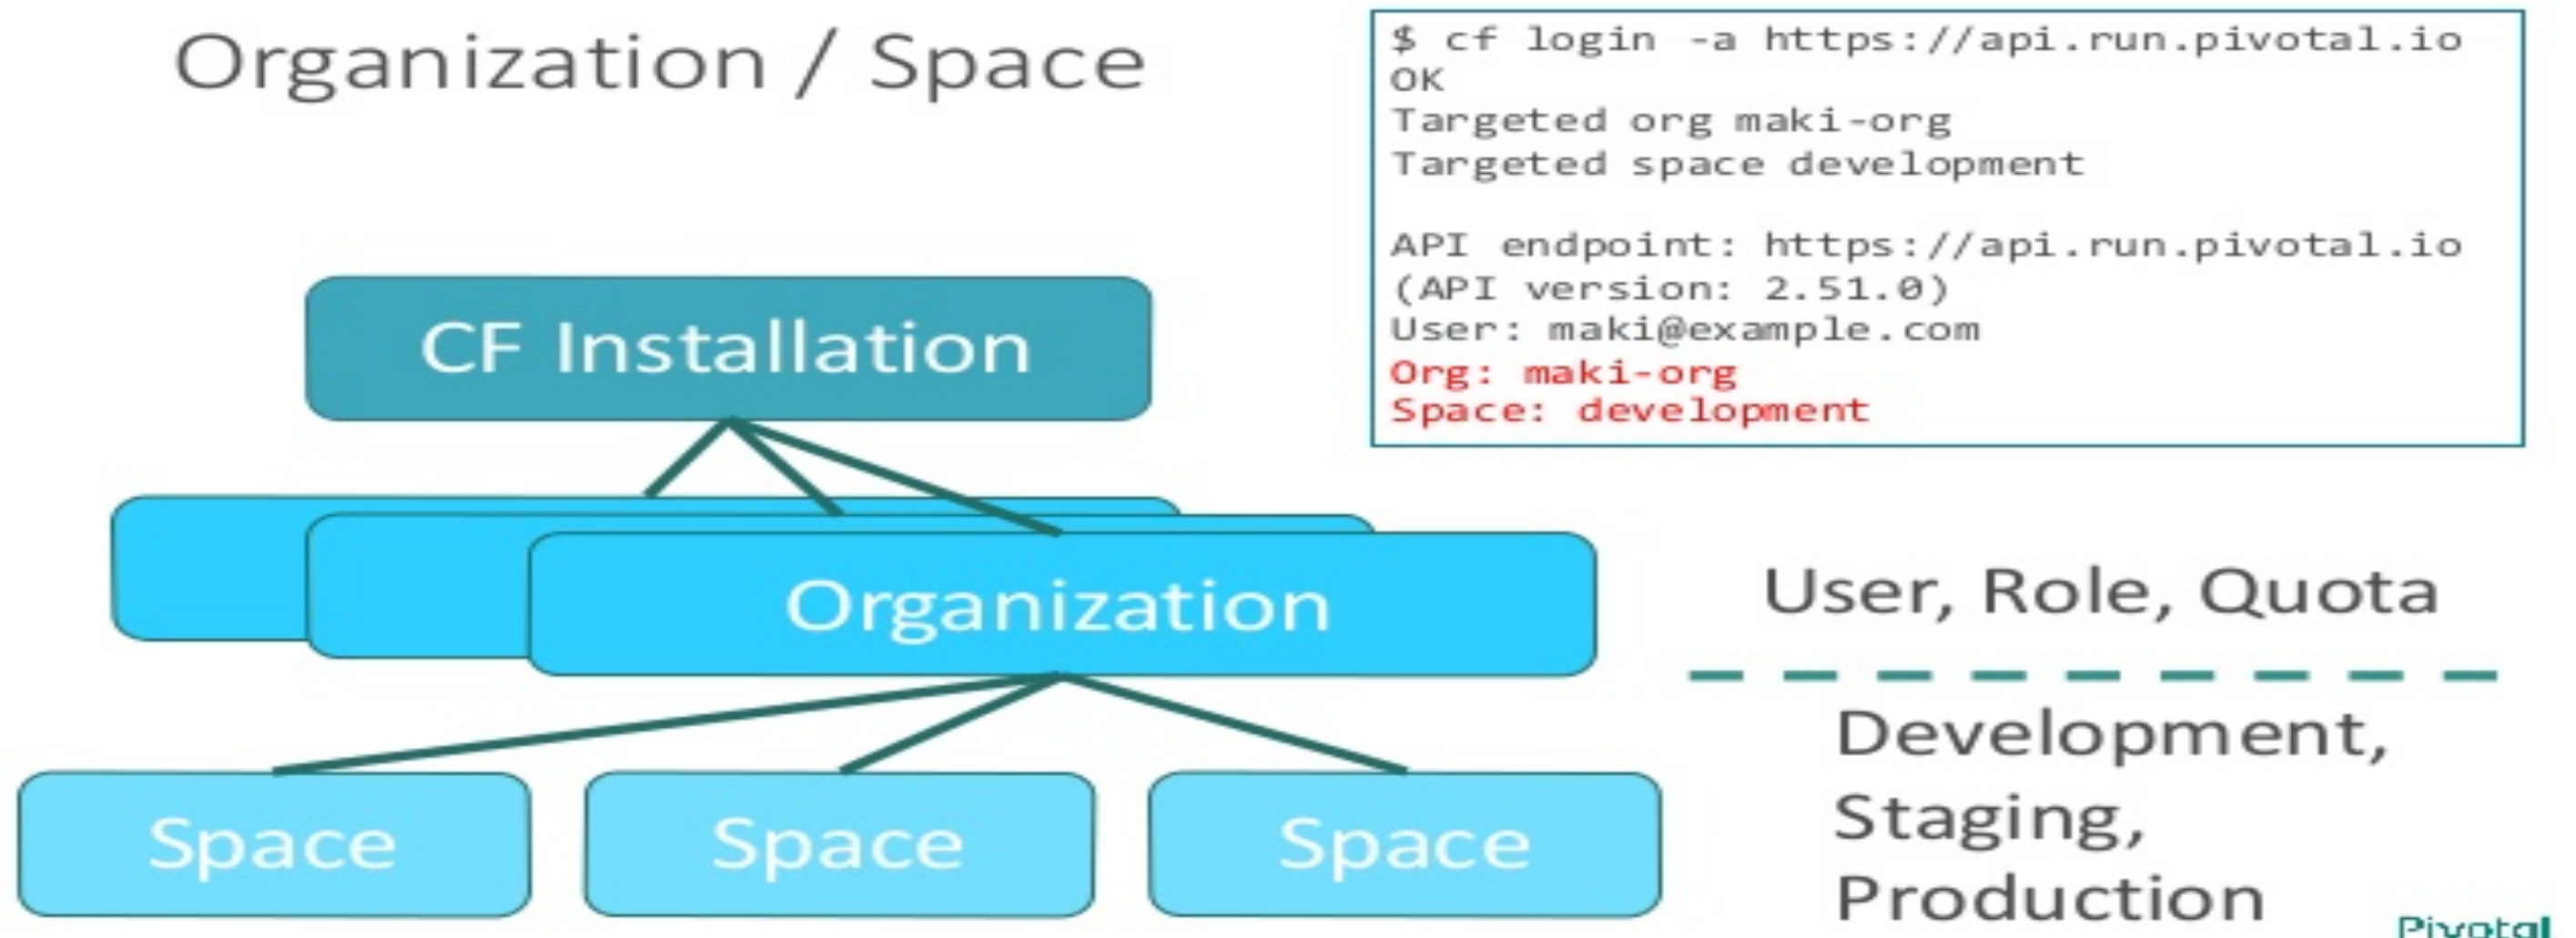 Organization / Space
$ cf login -a https://api.run.pivotal.io
OK
Targeted org maki-org
Targeted space development
API endpoint: https://api.run.pivotal.io
(API version: 2.51.0)
User: maki@example.com
Org: maki-org
Space: development
CF Installation
Organization
User, Role, Quota
Space
Space
Space
Development,
Staging,
Production
Pivotal